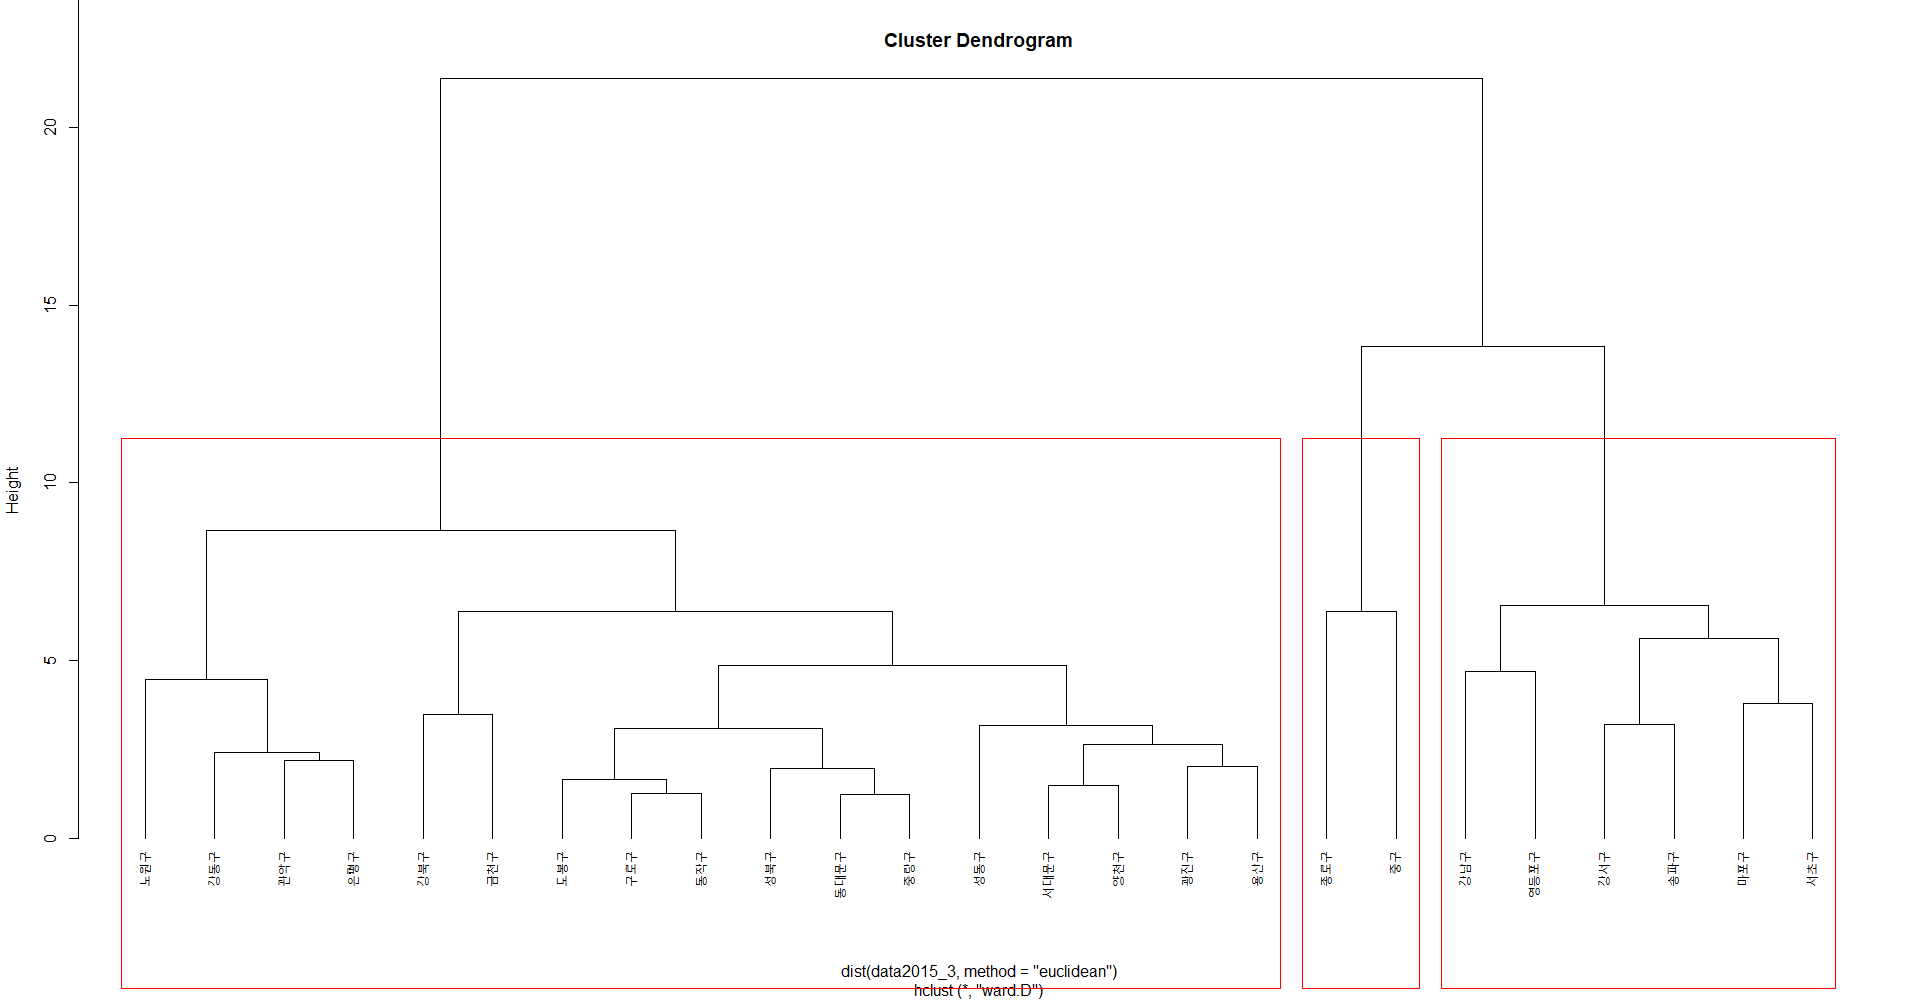 Cluster Dendrogram
Height
20
15
10
5
0
노원구
강동구
관악구
은평구
강북구
금천구
도봉구
구로구
동작구
성북구
동대문구
중랑구
성동구
서대문구
양천구
광진구
용산구
종로구
중구
강남구
영등포구
강서구
송파구
마포구
서초구
dist(data2015_3, method = "euclidean")
hclust (*, "ward.D")